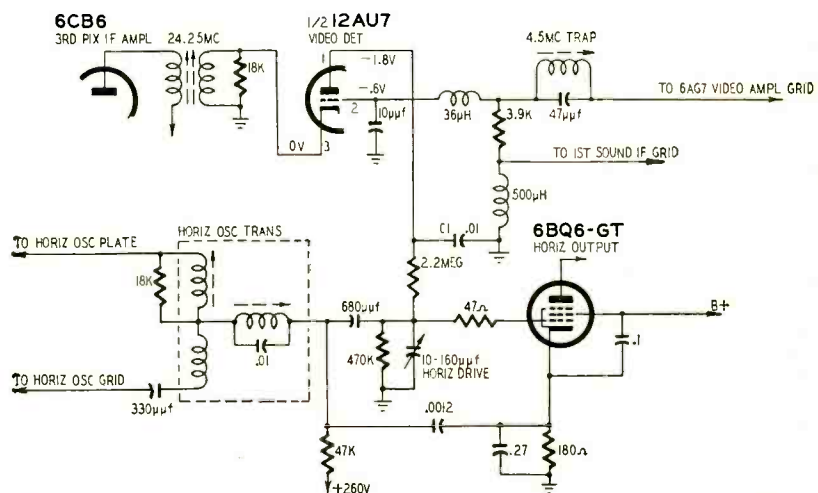 6CB6
3RD PIX IF AMPL
24.25MC
18K
1/2 12AU7
VIDEO DET
1
-1.8V
-.6V
2
3
0V
10µµf
36µH
4.5MC TRAP
47µµf
TO 6AG7 VIDEO AMPL GRID
3.9K
TO 1ST SOUND IF GRID
500µH
C1 .01
2.2MEG
6BQ6-GT
HORIZ OUTPUT
HORIZ OSC TRANS
TO HORIZ OSC PLATE
18K
.01
680µµf
47Ω
B+
.1
470K
10-160µµf
HORIZ DRIVE
TO HORIZ OSC GRID
330µµf
.0012
47K
.27
180Ω
+260V